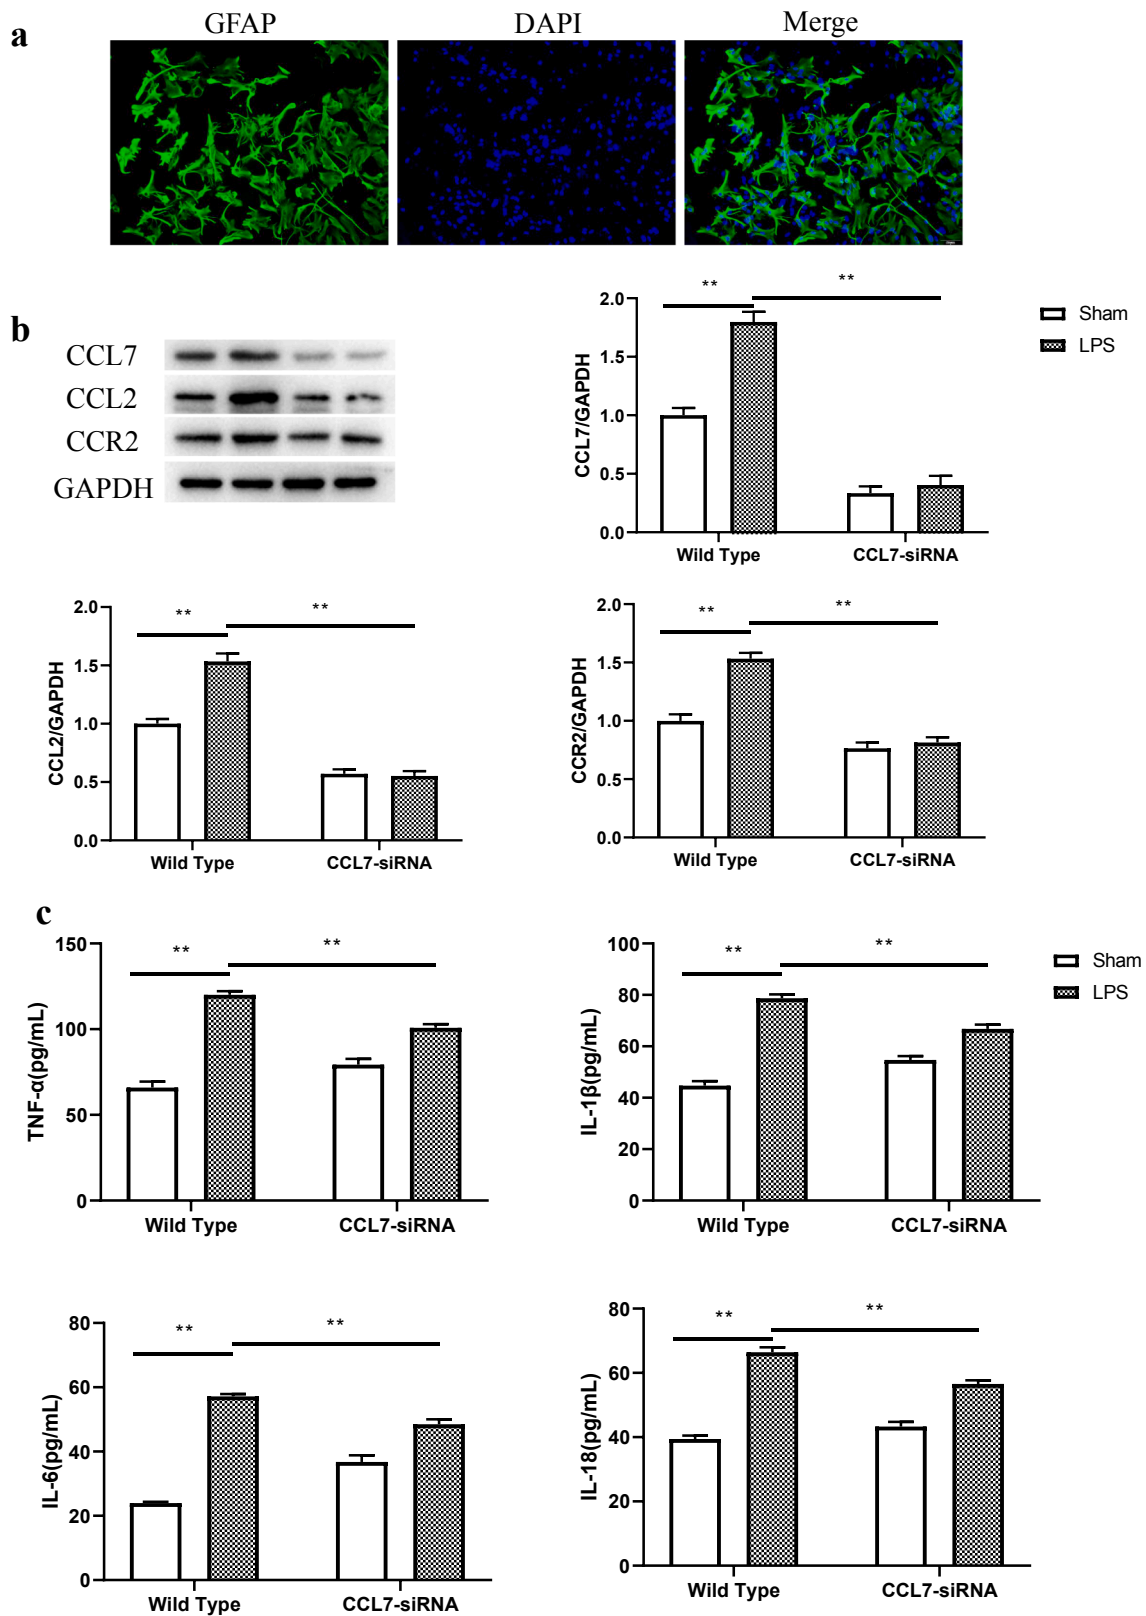 a
GFAP DAPI Merge
b
CCL7
CCL2
CCR2
GAPDH
CCL7/GAPDH
2.0
1.5
1.0
0.5
0.0
** **
Wild Type CCL7-siRNA
Sham
LPS
CCL2/GAPDH
2.0
1.5
1.0
0.5
0.0
** **
Wild Type CCL7-siRNA
CCR2/GAPDH
2.0
1.5
1.0
0.5
0.0
** **
Wild Type CCL7-siRNA
c
TNF-α(pg/mL)
150
100
50
0
** **
Wild Type CCL7-siRNA
IL-1β(pg/mL)
100
80
60
40
20
0
** **
Wild Type CCL7-siRNA
Sham
LPS
IL-6(pg/mL)
80
60
40
20
0
** **
Wild Type CCL7-siRNA
IL-18(pg/mL)
80
60
40
20
0
** **
Wild Type CCL7-siRNA